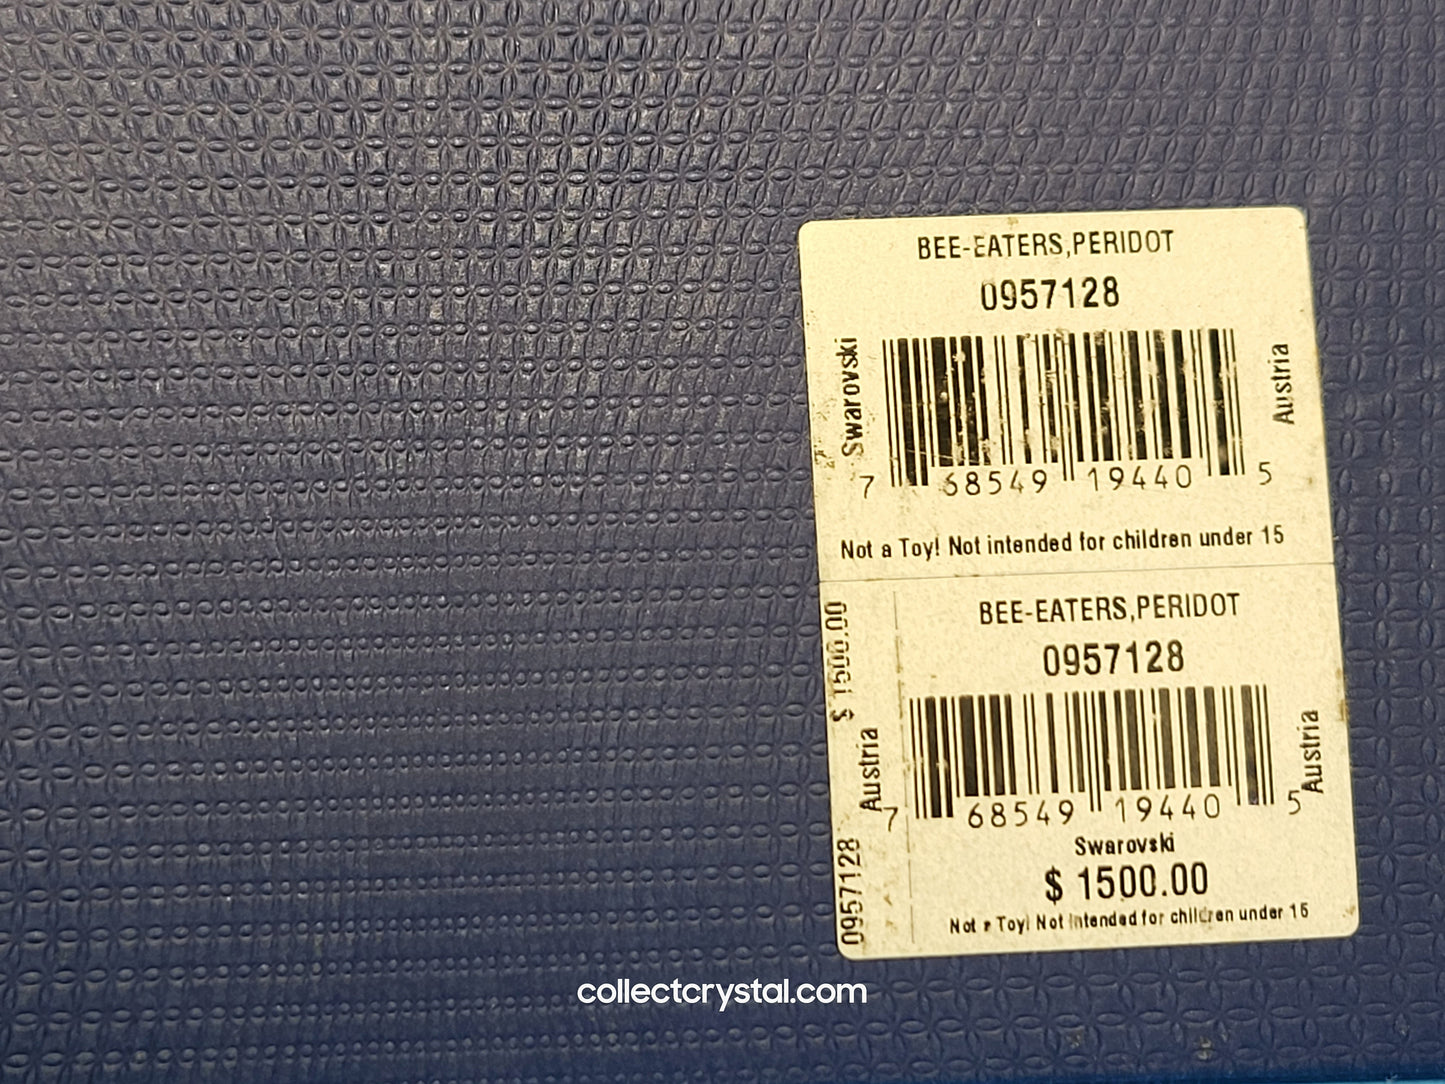 BEE-EATERS,PERIDOT
0957128
Swarovski
Austria
7 68549 19440 5
Not a Toy! Not intended for children under 15
$ 1500.00
BEE-EATERS,PERIDOT
0957128
Austria
Austria
7 68549 19440 5
0957128
Swarovski
$ 1500.00
Not a Toy! Not intended for children under 15
collectcrystal.com